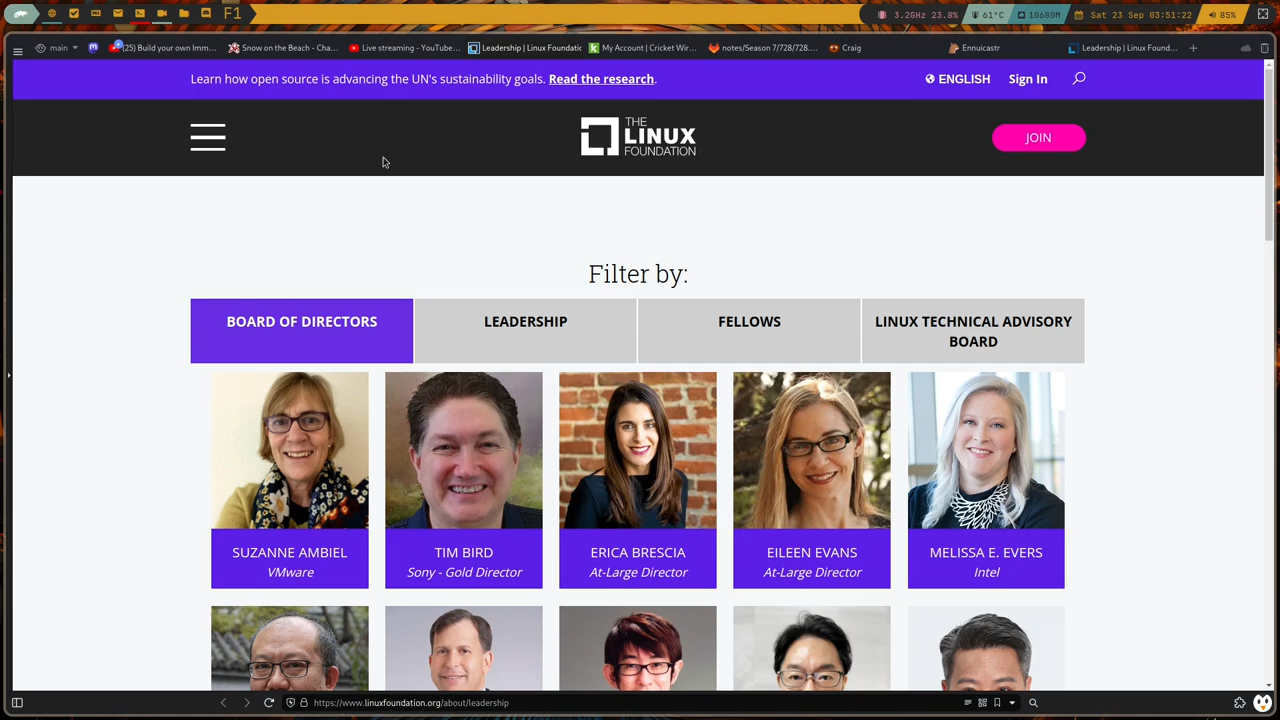 F1
3.2GHz 23.8%
61°C
1068M
Sat 23 Sep 03:51:22
85%
main
(25) Build your own Imm...
Snow on the Beach - Cha...
Live streaming - YouTube...
Leadership | Linux Foundatio
My Account | Cricket Wir...
notes/Season 7/728/728....
Craig
Ennuicastr
Leadership | Linux Found...
Learn how open source is advancing the UN's sustainability goals. Read the research.
ENGLISH
Sign In
THE
LINUX
FOUNDATION
JOIN
Filter by:
BOARD OF DIRECTORS
LEADERSHIP
FELLOWS
LINUX TECHNICAL ADVISORY
BOARD
SUZANNE AMBIEL
VMware
TIM BIRD
Sony - Gold Director
ERICA BRESCIA
At-Large Director
EILEEN EVANS
At-Large Director
MELISSA E. EVERS
Intel
https://www.linuxfoundation.org/about/leadership